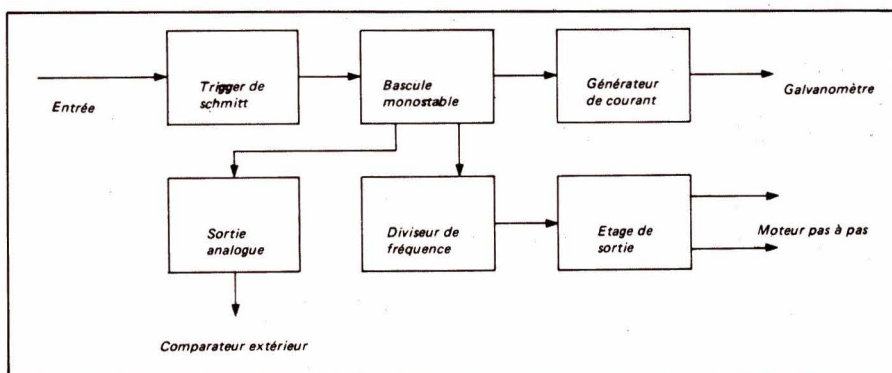 Entrée
Trigger de
schmitt
Bascule
monostable
Générateur
de courant
Galvanomètre
Sortie
analogue
Diviseur de
fréquence
Etage de
sortie
Moteur pas à pas
Comparateur extérieur